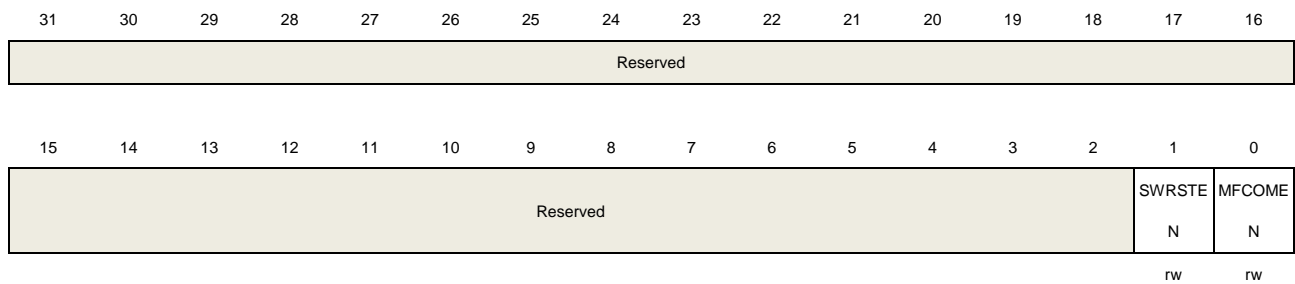 31 30 29 28 27 26 25 24 23 22 21 20 19 18 17 16
Reserved
15 14 13 12 11 10 9 8 7 6 5 4 3 2 1 0
Reserved SWRSTE MFCOME
N N
rw rw